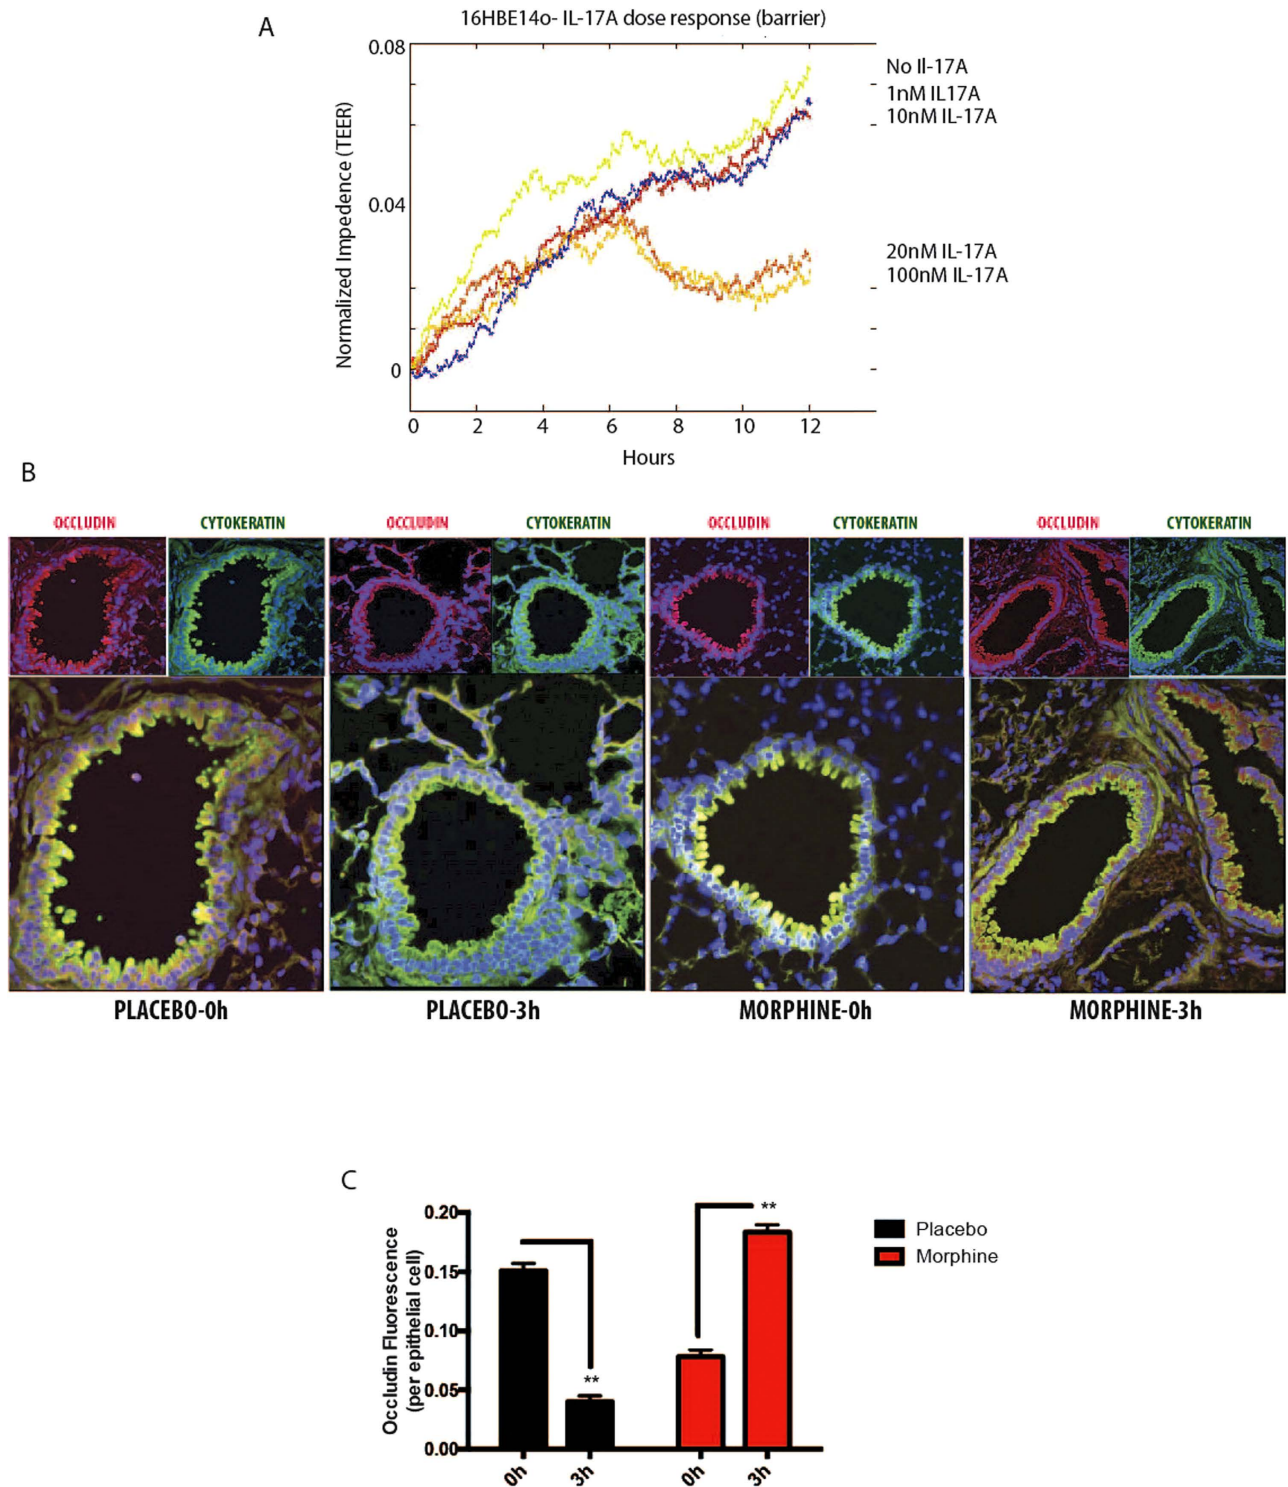 A
16HBE14o- IL-17A dose response (barrier)
Normalized Impedence (TEER)
0.08
0.04
0
No Il-17A
1nM IL17A
10nM IL-17A
20nM IL-17A
100nM IL-17A
0 2 4 6 8 10 12
Hours
B
OCCLUDIN CYTOKERATIN OCCLUDIN CYTOKERATIN OCCLUDIN CYTOKERATIN OCCLUDIN CYTOKERATIN
PLACEBO-0h PLACEBO-3h MORPHINE-0h MORPHINE-3h
C
Occludin Fluorescence
(per epithelial cell)
0.20
0.15
0.10
0.05
0.00
**
**
0h 3h 0h 3h
Placebo
Morphine